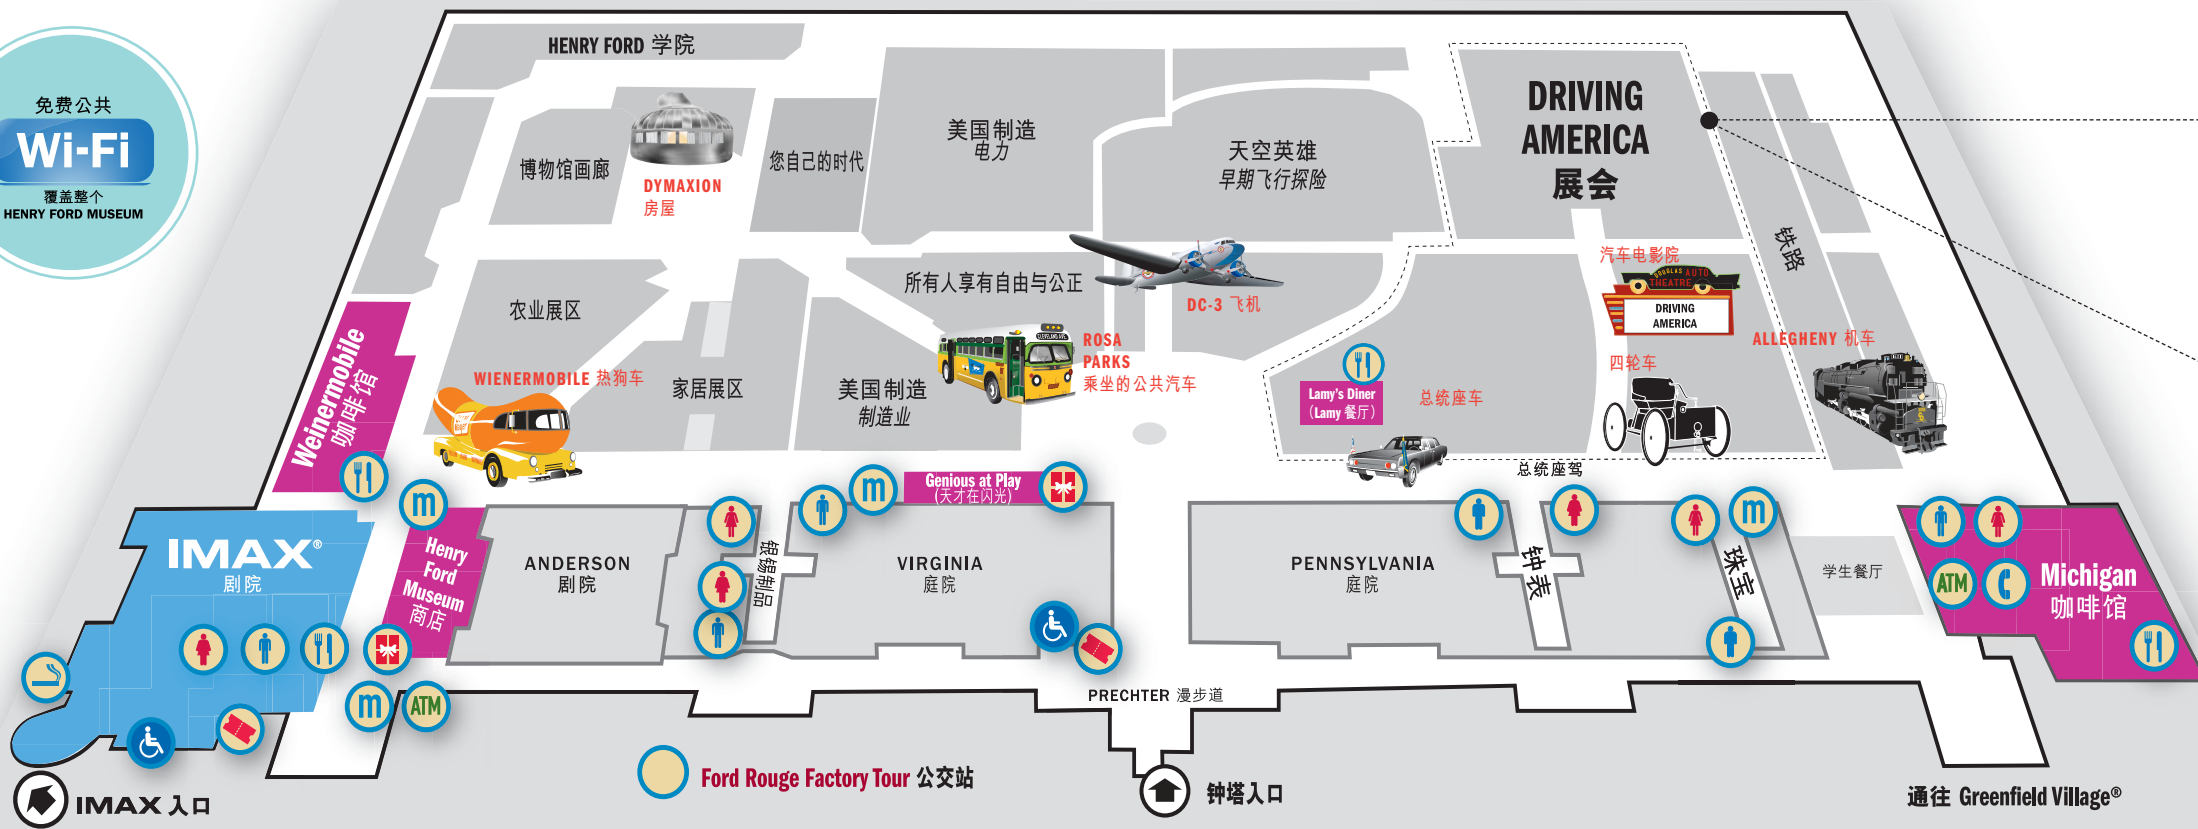 免费公共
Wi-Fi
覆盖整个
HENRY FORD MUSEUM
HENRY FORD 学院
博物馆画廊
DYMAXION
房屋
您自己的时代
美国制造
电力
天空英雄
早期飞行探险
DRIVING
AMERICA
展会
铁路
农业展区
所有人享有自由与公正
DC-3 飞机
汽车电影院
DOUGLAS AUTO
THEATRE
DRIVING
AMERICA
ALLEGHENY 机车
四轮车
Weinermobile
咖啡馆
WIENERMOBILE 热狗车
家居展区
美国制造
制造业
CLEVELAND AVE
ROSA
PARKS
乘坐的公共汽车
Lamy's Diner
(Lamy 餐厅)
总统座车
总统座驾
Genious at Play
(天才在闪光)
m
m
m
IMAX®
剧院
Henry
Ford
Museum
商店
ANDERSON
剧院
银锡制品
VIRGINIA
庭院
PENNSYLVANIA
庭院
钟表
珠宝
学生餐厅
ATM
Michigan
咖啡馆
m
ATM
PRECHTER 漫步道
IMAX 入口
Ford Rouge Factory Tour 公交站
钟塔入口
通往 Greenfield Village®